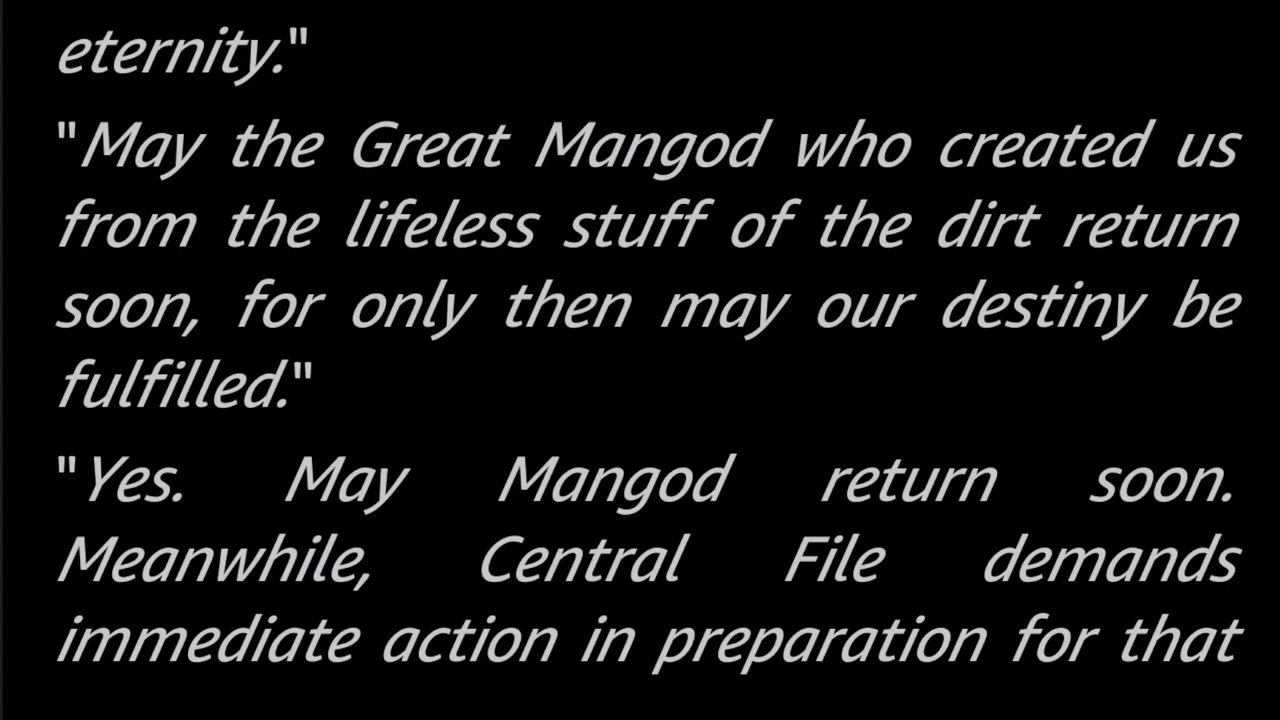 eternity."
"May the Great Mangod who created us
from the lifeless stuff of the dirt return
soon, for only then may our destiny be
fulfilled."
"Yes. May Mangod return soon.
Meanwhile, Central File demands
immediate action in preparation for that